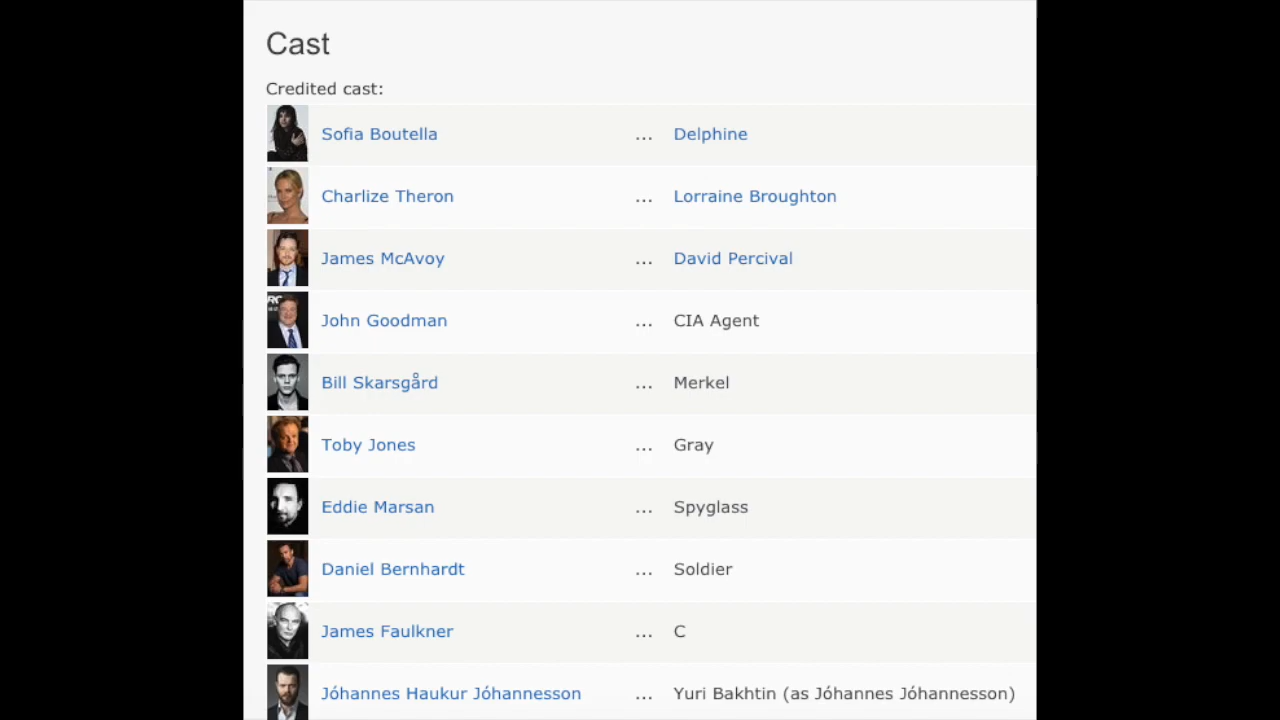 Cast
Credited cast:
Sofia Boutella ... Delphine
Charlize Theron ... Lorraine Broughton
James McAvoy ... David Percival
John Goodman ... CIA Agent
Bill Skarsgård ... Merkel
Toby Jones ... Gray
Eddie Marsan ... Spyglass
Daniel Bernhardt ... Soldier
James Faulkner ... C
Jóhannes Haukur Jóhannesson ... Yuri Bakhtin (as Jóhannes Jóhannesson)